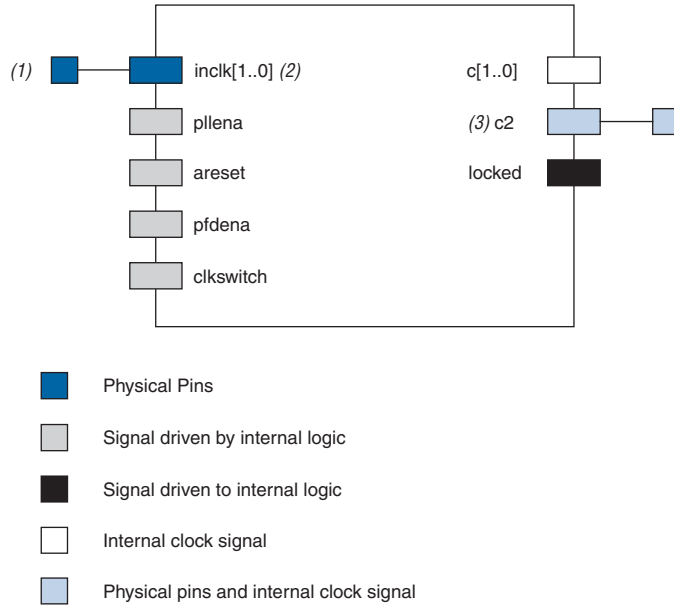 (1)
inclk[1..0] (2)
c[1..0]
pllena
(3) c2
areset
locked
pfdena
clkswitch
Physical Pins
Signal driven by internal logic
Signal driven to internal logic
Internal clock signal
Physical pins and internal clock signal